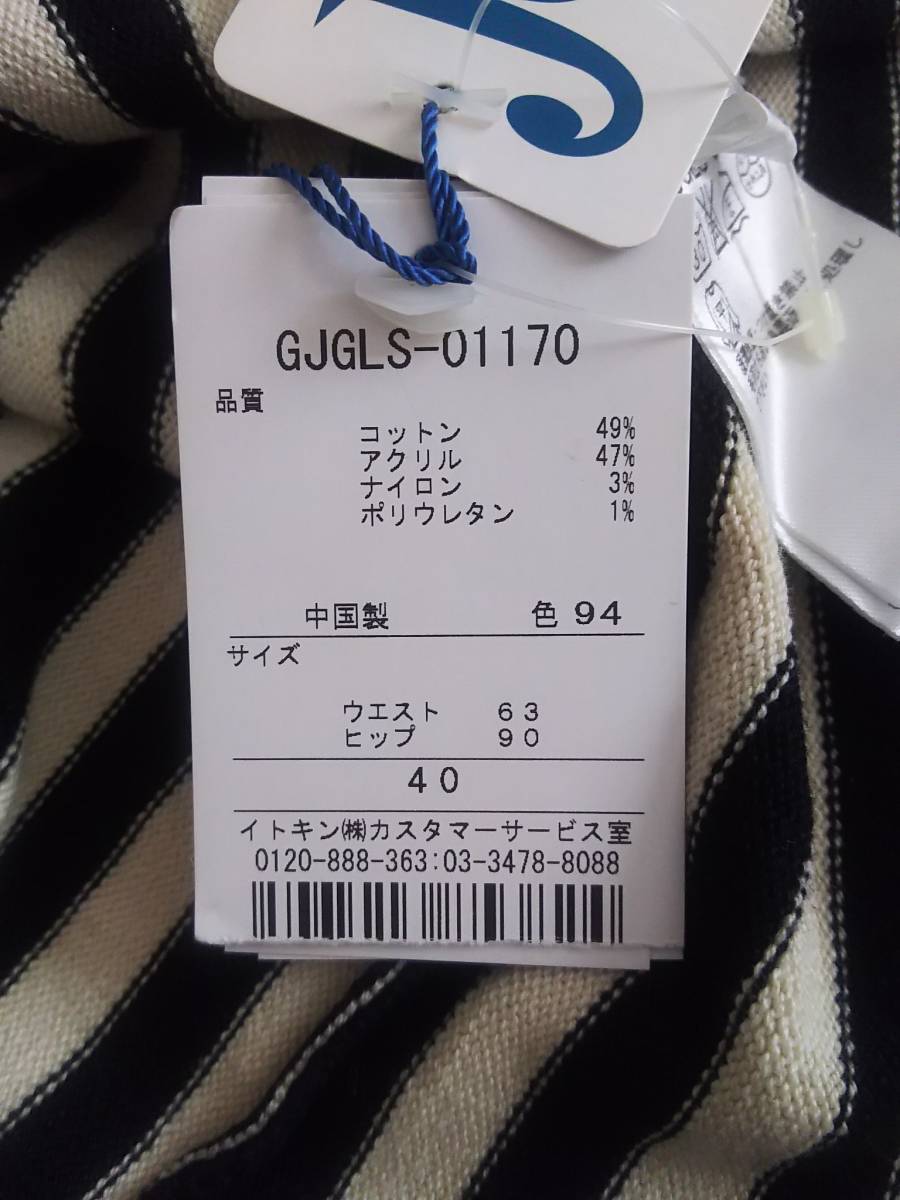 GJGLS-01170
品質
コットン 49%
アクリル 47%
ナイロン 3%
ポリウレタン 1%
中国製 色 94
サイズ
ウエスト 63
ヒップ 90
40
イトキン㈱カスタマーサービス室
0120-888-363:03-3478-8088